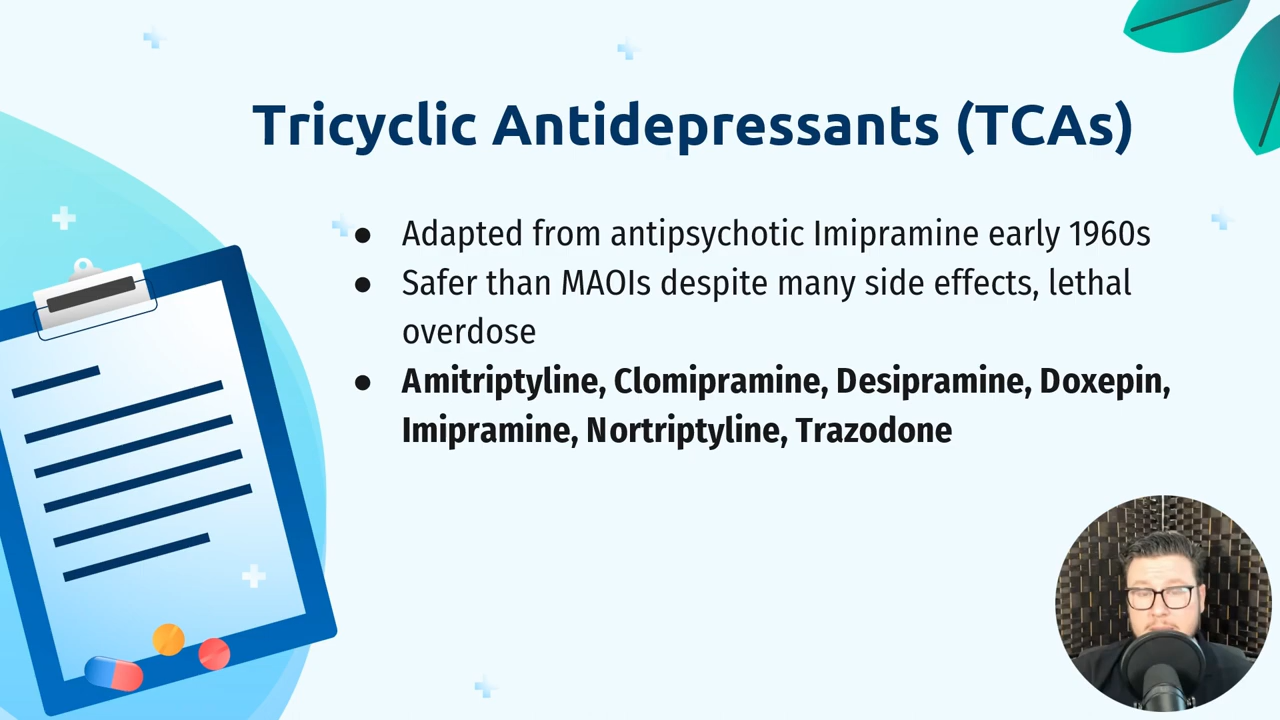 Tricyclic Antidepressants (TCAs)
● Adapted from antipsychotic Imipramine early 1960s
● Safer than MAOIs despite many side effects, lethal
overdose
● Amitriptyline, Clomipramine, Desipramine, Doxepin,
Imipramine, Nortriptyline, Trazodone